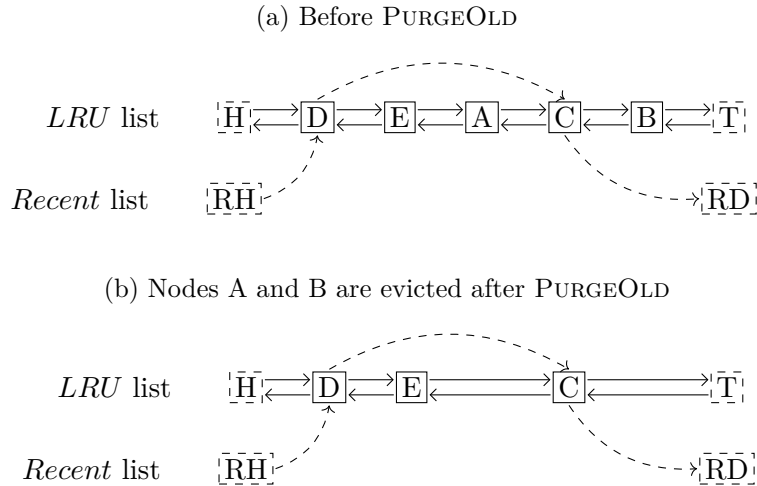 (a) Before PURGEOLD
LRU list H D E A C B T
Recent list RH RD
(b) Nodes A and B are evicted after PURGEOLD
LRU list H D E C T
Recent list RH RD